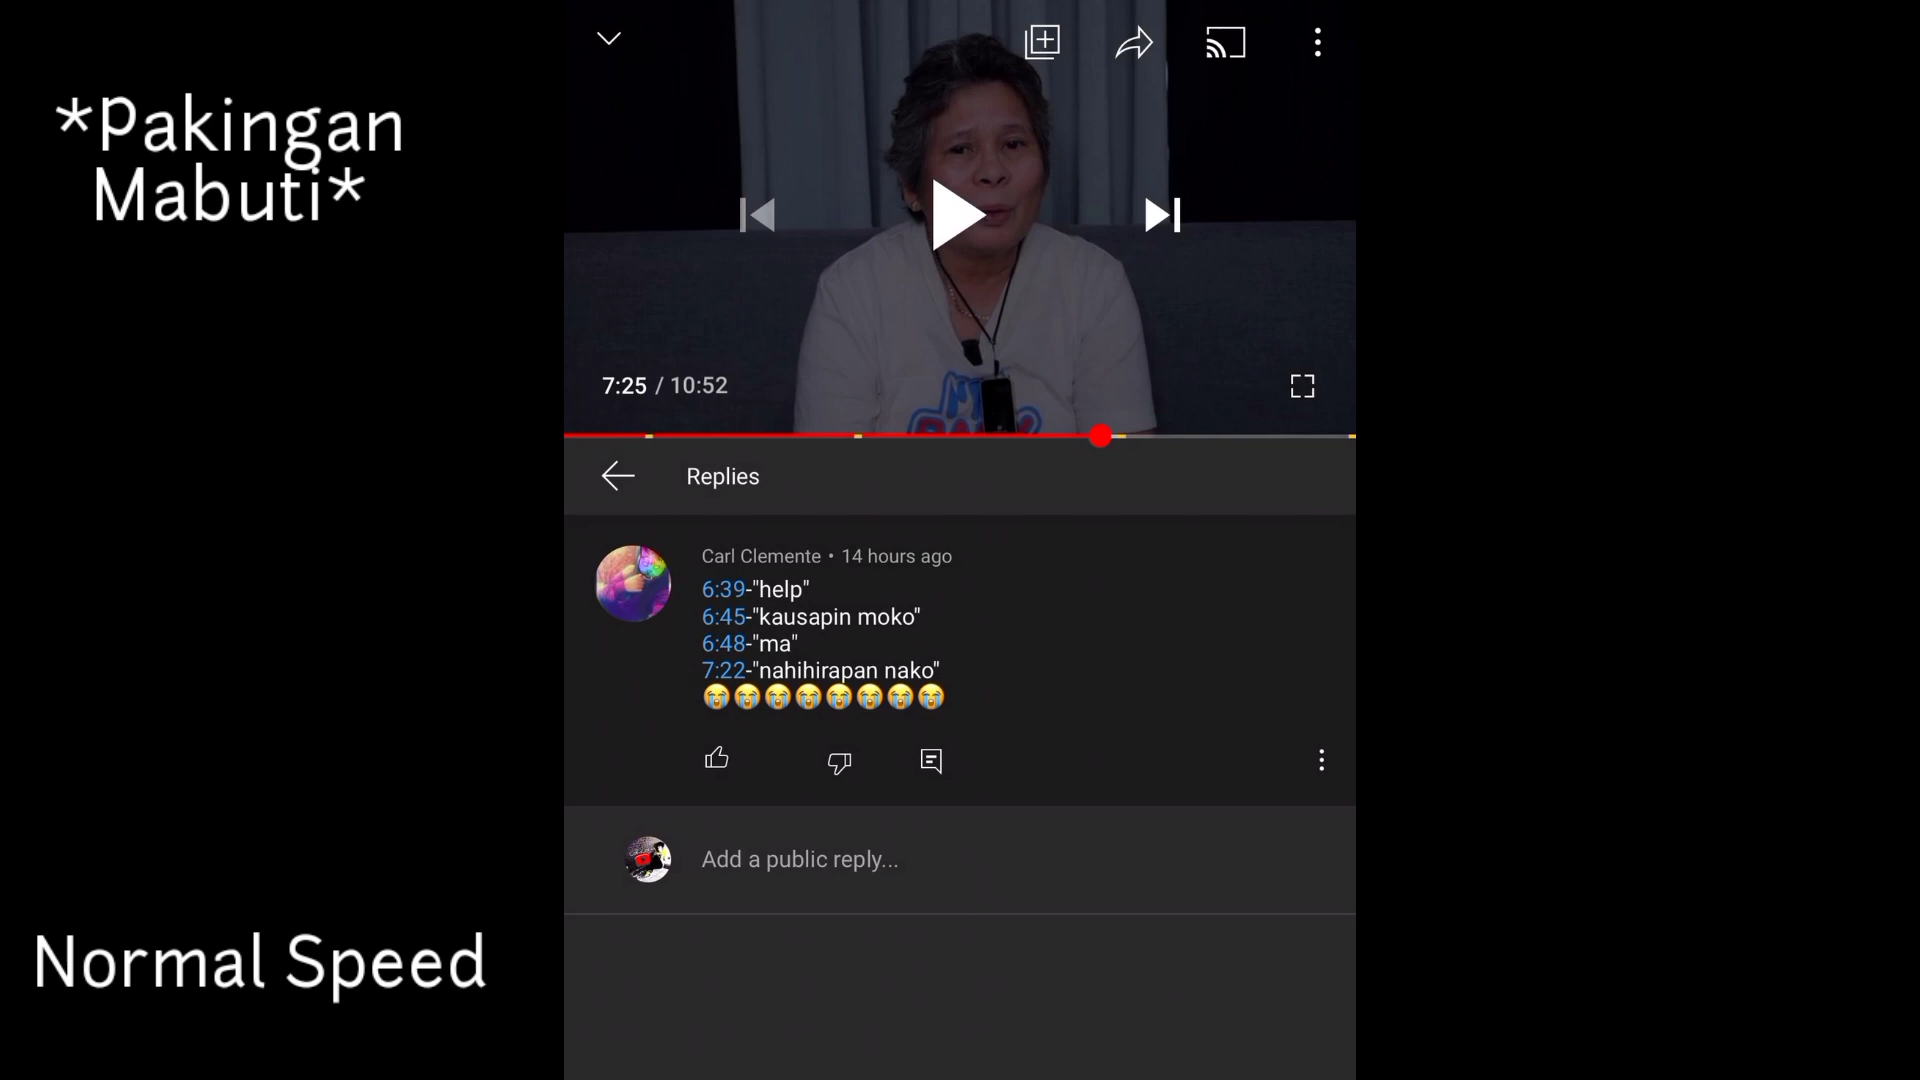 *Pakingan
Mabuti*
7:25 / 10:52
Replies
Carl Clemente • 14 hours ago
6:39-"help"
6:45-"kausapin moko"
6:48-"ma"
7:22-"nahihirapan nako"
😭😭😭😭😭😭😭😭
Add a public reply...
Normal Speed